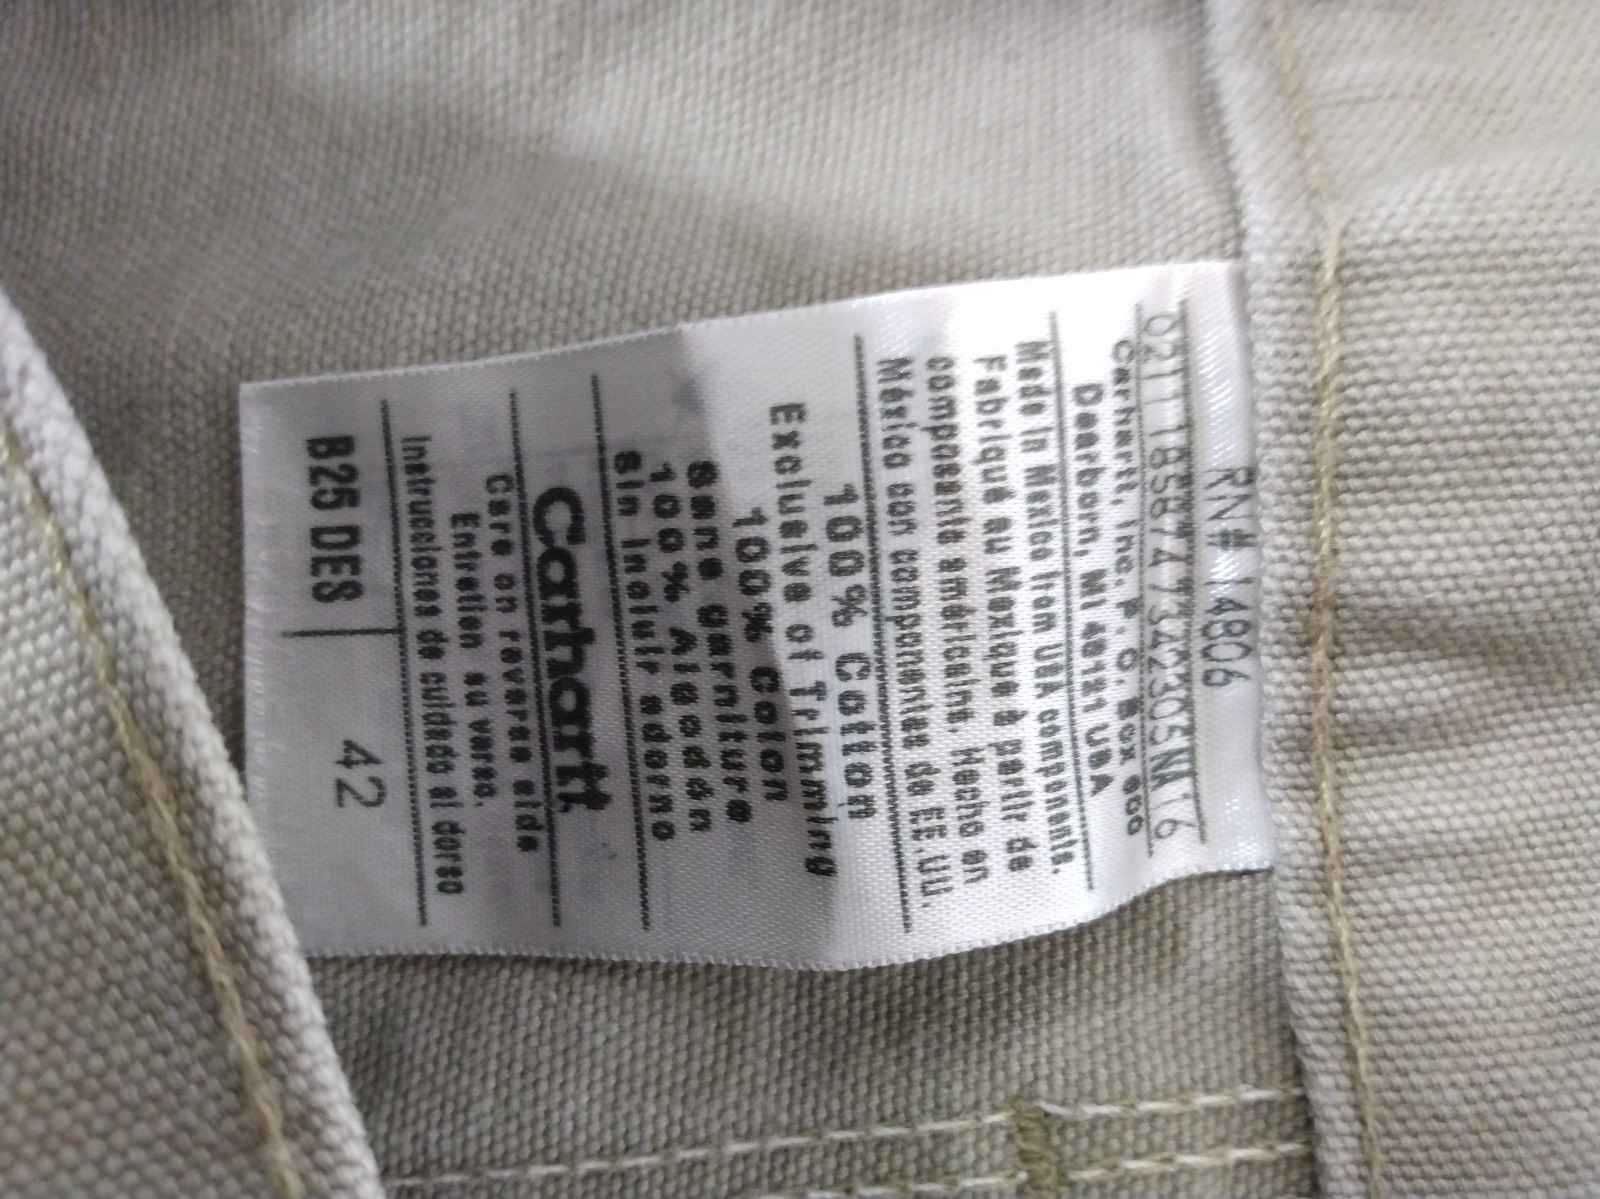 RN# 14806
Carhartt, Inc. P.O. Box 600
Dearborn, MI 48121 USA
Made in Mexico from USA components.
Fabriqué au Mexique à partir de
composants américains. Hecho en
México con componentes de EE UU.
100% Cotton
Exclusive of Trimming
100% Coton
Sans Garniture
100% Algodón
Sin Incluir adorno
Carhartt
Care on reverse side
Entretien au verso.
Instrucciones de cuidado al dorso
B25 DES 42